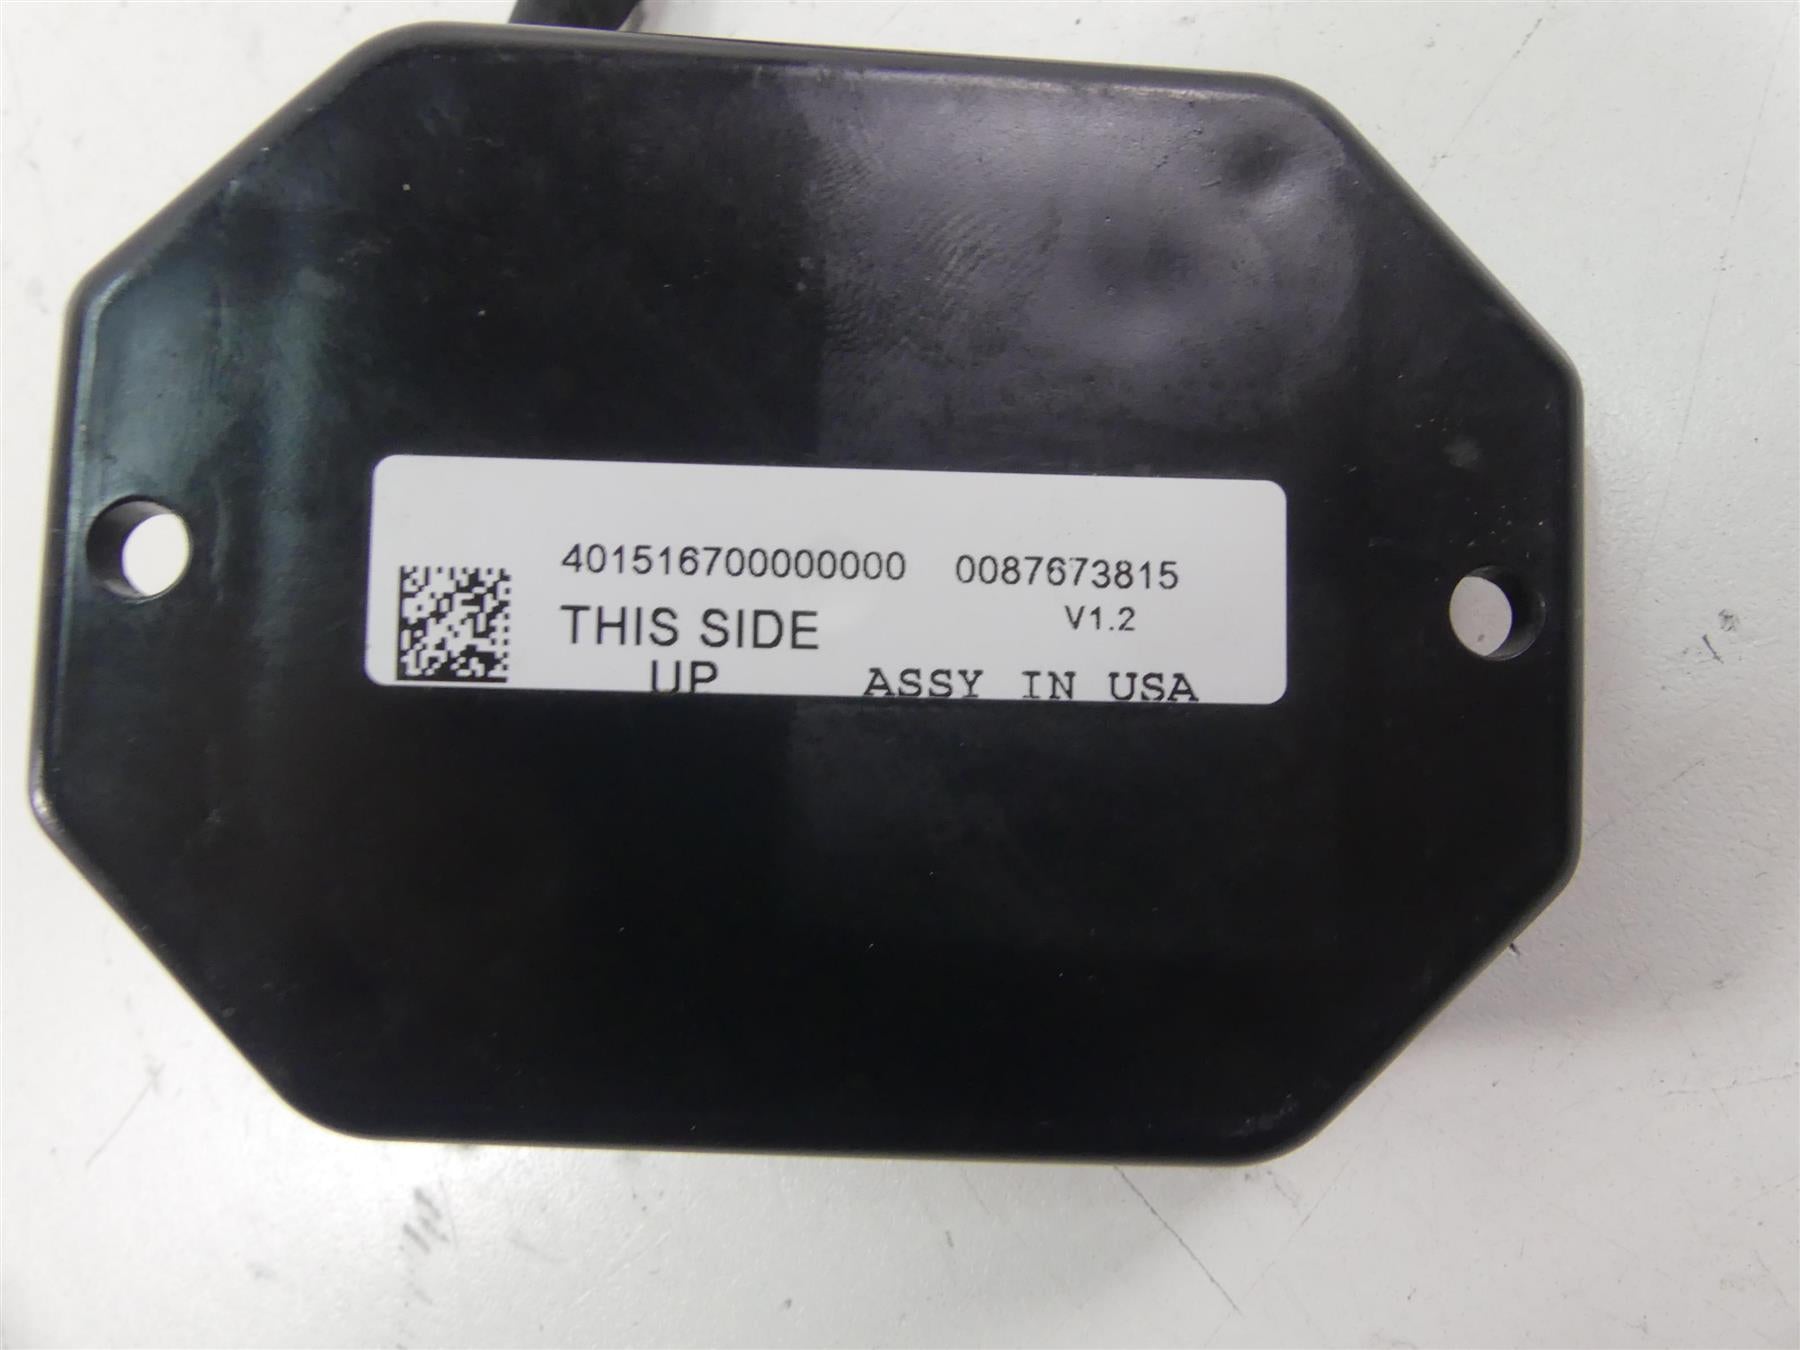 401516700000000 0087673815
THIS SIDE V1.2
UP ASSY IN USA